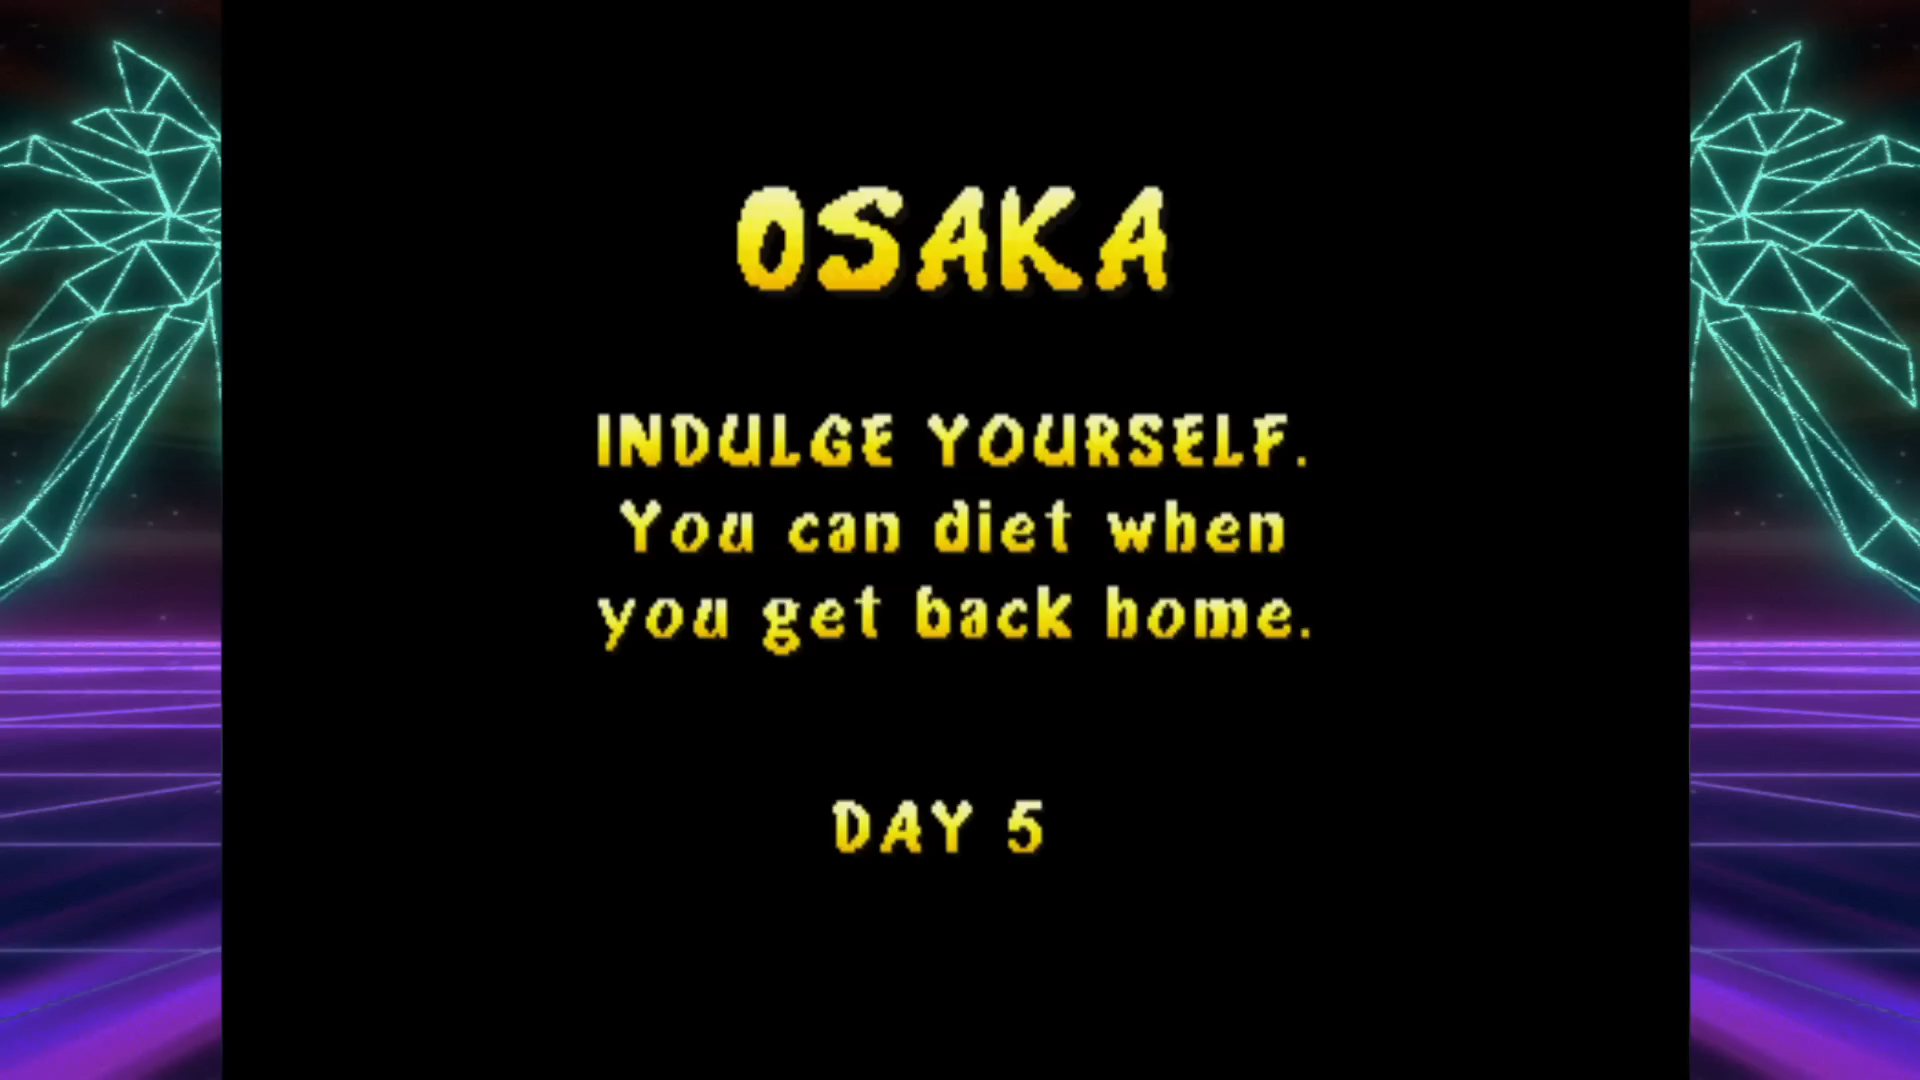 OSAKA
INDULGE YOURSELF.
You can diet when
you get back home.
DAY 5